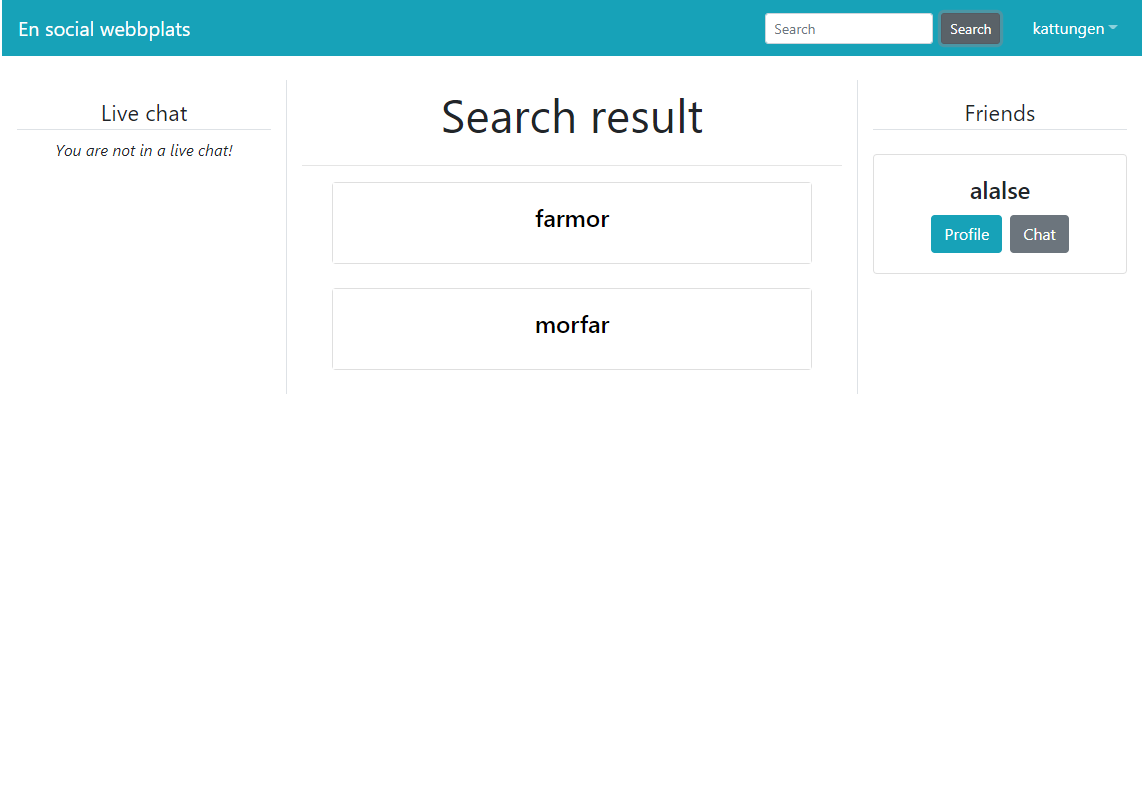 En social webbplats
Search
Search
kattungen
Live chat
You are not in a live chat!
Search result
farmor
morfar
Friends
alalse
Profile
Chat